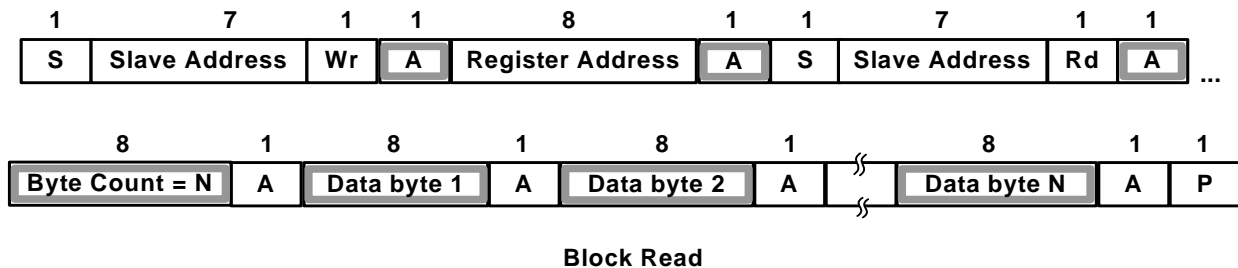 1 7 1 1 8 1 1 7 1 1
S Slave Address Wr A Register Address A S Slave Address Rd A ...
8 1 8 1 8 1 8 1 1
Byte Count = N A Data byte 1 A Data byte 2 A Data byte N A P
Block Read